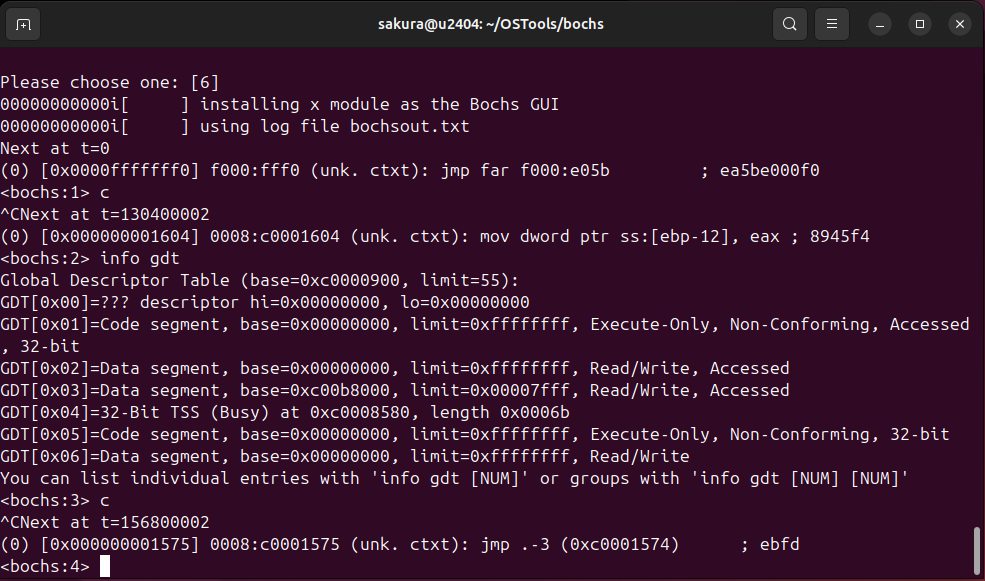 sakura@u2404: ~/OSTools/bochs
Please choose one: [6]
00000000000i[      ] installing x module as the Bochs GUI
00000000000i[      ] using log file bochsout.txt
Next at t=0
(0) [0x0000fffffff0] f000:fff0 (unk. ctxt): jmp far f000:e05b         ; ea5be000f0
<bochs:1> c
^CNext at t=130400002
(0) [0x000000001604] 0008:c0001604 (unk. ctxt): mov dword ptr ss:[ebp-12], eax ; 8945f4
<bochs:2> info gdt
Global Descriptor Table (base=0xc0000900, limit=55):
GDT[0x00]=??? descriptor hi=0x00000000, lo=0x00000000
GDT[0x01]=Code segment, base=0x00000000, limit=0xffffffff, Execute-Only, Non-Conforming, Accessed
, 32-bit
GDT[0x02]=Data segment, base=0x00000000, limit=0xffffffff, Read/Write, Accessed
GDT[0x03]=Data segment, base=0xc00b8000, limit=0x00007fff, Read/Write, Accessed
GDT[0x04]=32-Bit TSS (Busy) at 0xc0008580, length 0x0006b
GDT[0x05]=Code segment, base=0x00000000, limit=0xffffffff, Execute-Only, Non-Conforming, 32-bit
GDT[0x06]=Data segment, base=0x00000000, limit=0xffffffff, Read/Write
You can list individual entries with 'info gdt [NUM]' or groups with 'info gdt [NUM] [NUM]'
<bochs:3> c
^CNext at t=156800002
(0) [0x000000001575] 0008:c0001575 (unk. ctxt): jmp .-3 (0xc0001574)      ; ebfd
<bochs:4>